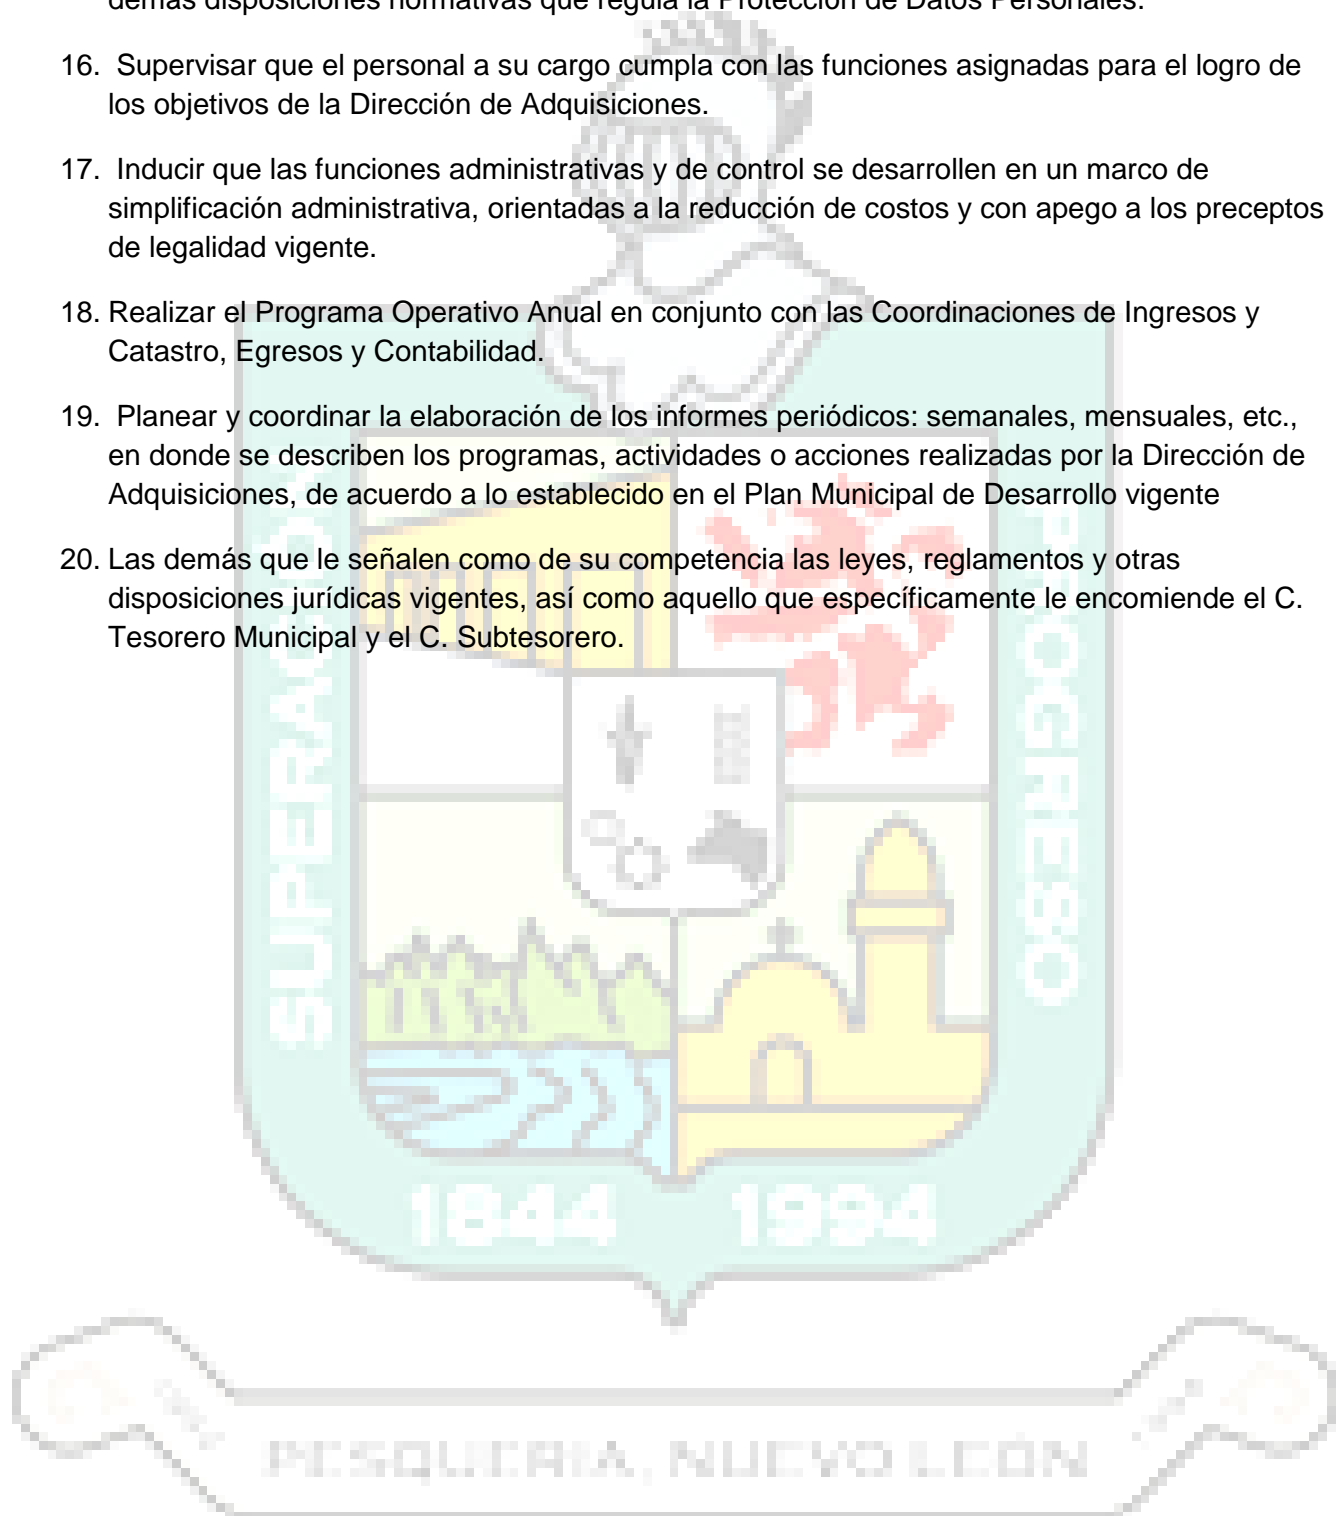 demás disposiciones normativas que regula la Protección de Datos Personales.
16. Supervisar que el personal a su cargo cumpla con las funciones asignadas para el logro de
los objetivos de la Dirección de Adquisiciones.
17. Inducir que las funciones administrativas y de control se desarrollen en un marco de
simplificación administrativa, orientadas a la reducción de costos y con apego a los preceptos
de legalidad vigente.
18. Realizar el Programa Operativo Anual en conjunto con las Coordinaciones de Ingresos y
Catastro, Egresos y Contabilidad.
19. Planear y coordinar la elaboración de los informes periódicos: semanales, mensuales, etc.,
en donde se describen los programas, actividades o acciones realizadas por la Dirección de
Adquisiciones, de acuerdo a lo establecido en el Plan Municipal de Desarrollo vigente
20. Las demás que le señalen como de su competencia las leyes, reglamentos y otras
disposiciones jurídicas vigentes, así como aquello que específicamente le encomiende el C.
Tesorero Municipal y el C. Subtesorero.
SUPERACIÓN
PROGRESO
1844 1994
PESQUERIA, NUEVO LEÓN